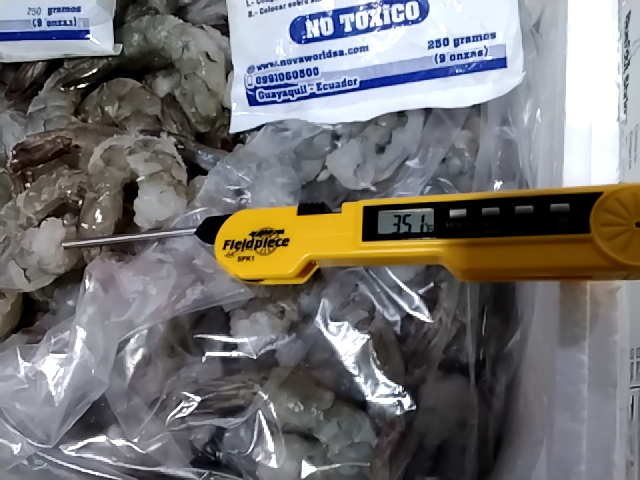 NO TOXICO
250 gramos
(9 onzas)
www.novaworldsa.com
0991060500
Guayaquil - Ecuador
250 gramos
(9 onzas)
35.1
Fieldpiece
SPK1